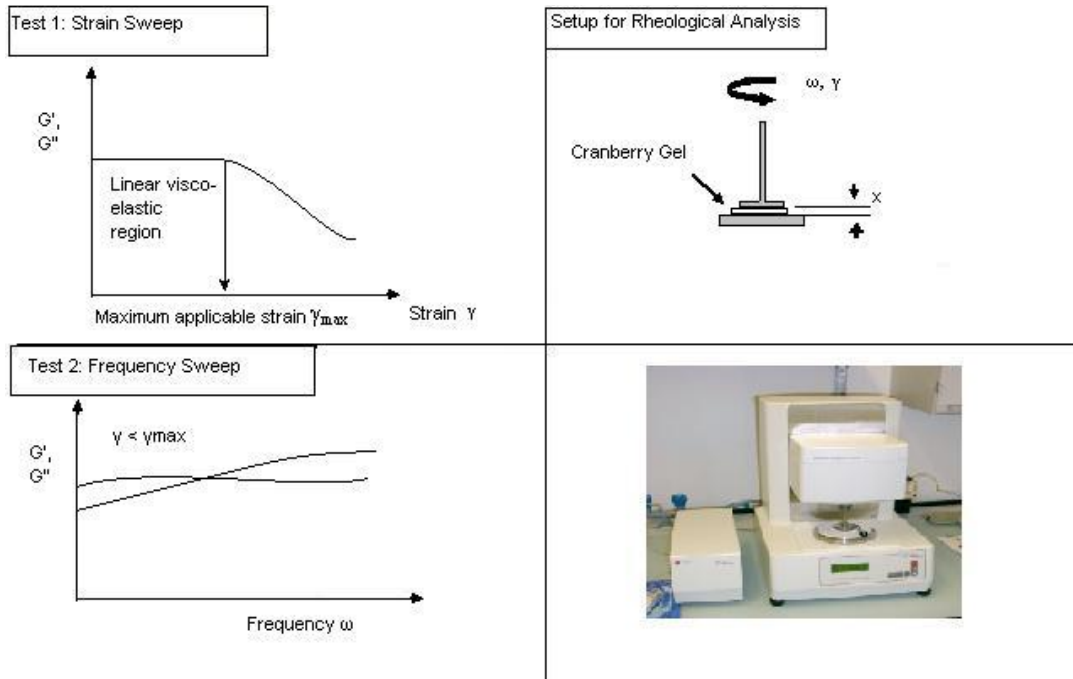 Test 1: Strain Sweep
G',
G"
Linear visco-
elastic
region
Maximum applicable strain γmax
Strain γ
Setup for Rheological Analysis
ω, γ
Cranberry Gel
x
Test 2: Frequency Sweep
γ < γmax
G',
G"
Frequency ω